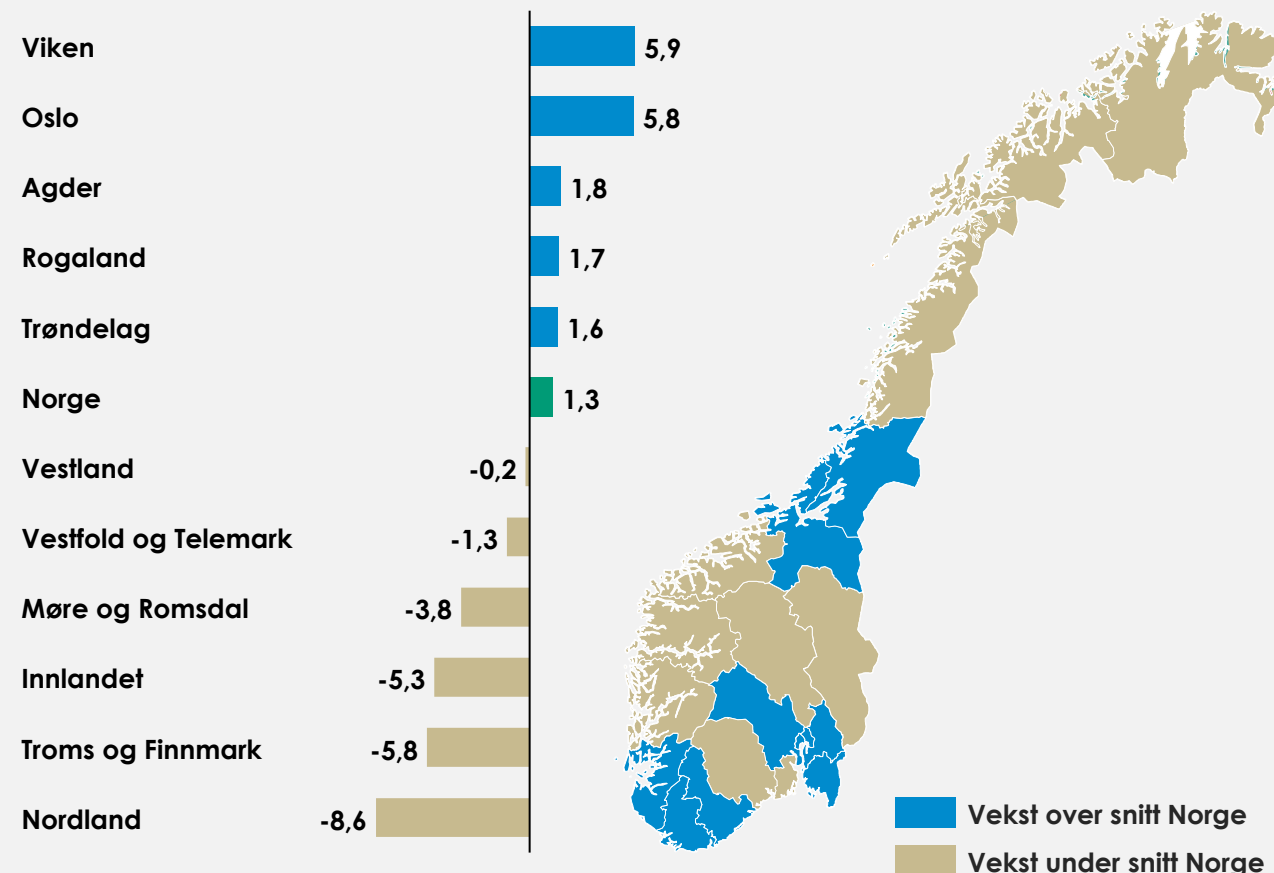 Viken 5,9
Oslo 5,8
Agder 1,8
Rogaland 1,7
Trøndelag 1,6
Norge 1,3
Vestland -0,2
Vestfold og Telemark -1,3
Møre og Romsdal -3,8
Innlandet -5,3
Troms og Finnmark -5,8
Nordland -8,6
Vekst over snitt Norge
Vekst under snitt Norge